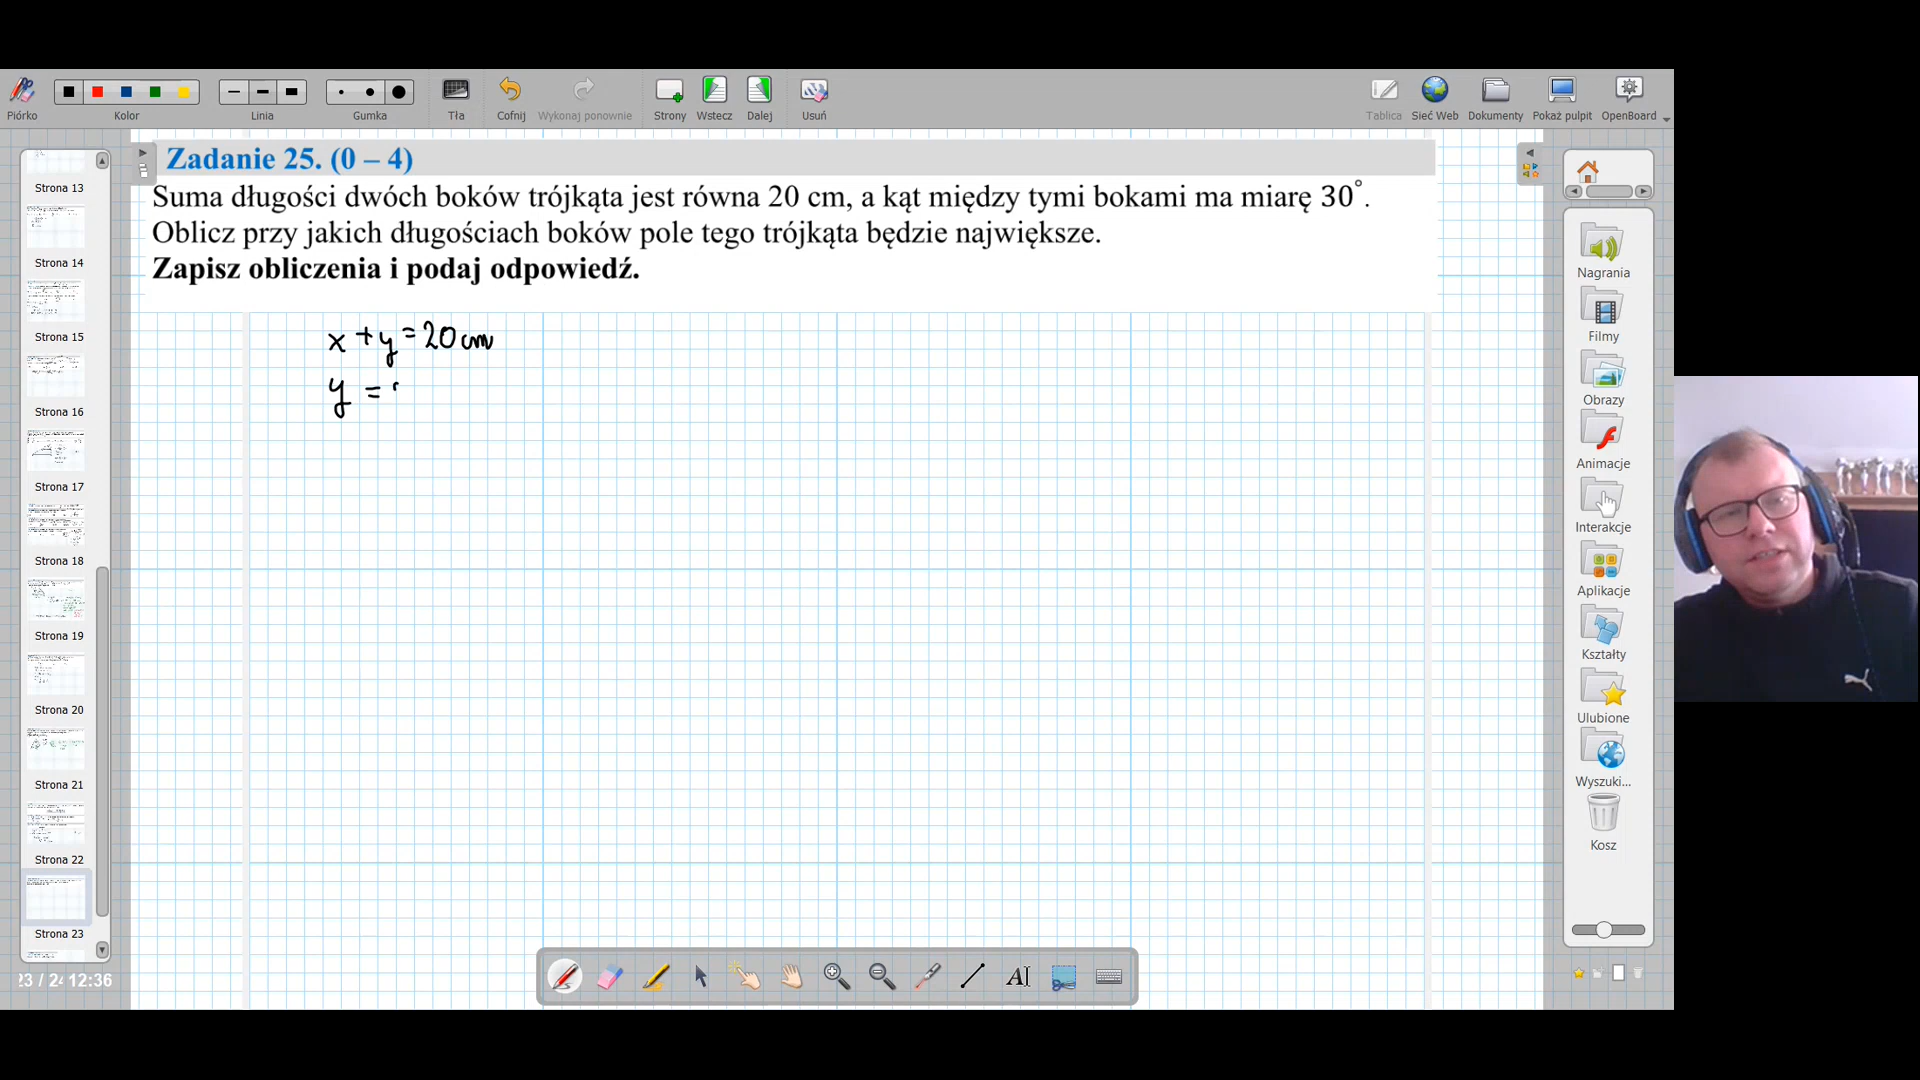 Piórko
Kolor
Linia
Gumka
Tła
Cofnij
Wykonaj ponownie
Strony
Wstecz
Dalej
Usuń
Tablica
Sieć Web
Dokumenty
Pokaż pulpit
OpenBoard
Zadanie 25. (0 – 4)
Suma długości dwóch boków trójkąta jest równa 20 cm, a kąt między tymi bokami ma miarę 30°.
Oblicz przy jakich długościach boków pole tego trójkąta będzie największe.
Zapisz obliczenia i podaj odpowiedź.
x + y = 20 cm
y =
Strona 13
Strona 14
Strona 15
Strona 16
Strona 17
Strona 18
Strona 19
Strona 20
Strona 21
Strona 22
Strona 23
12:36
Nagrania
Filmy
Obrazy
Animacje
Interakcje
Aplikacje
Kształty
Ulubione
Wyszuki...
Kosz
AI